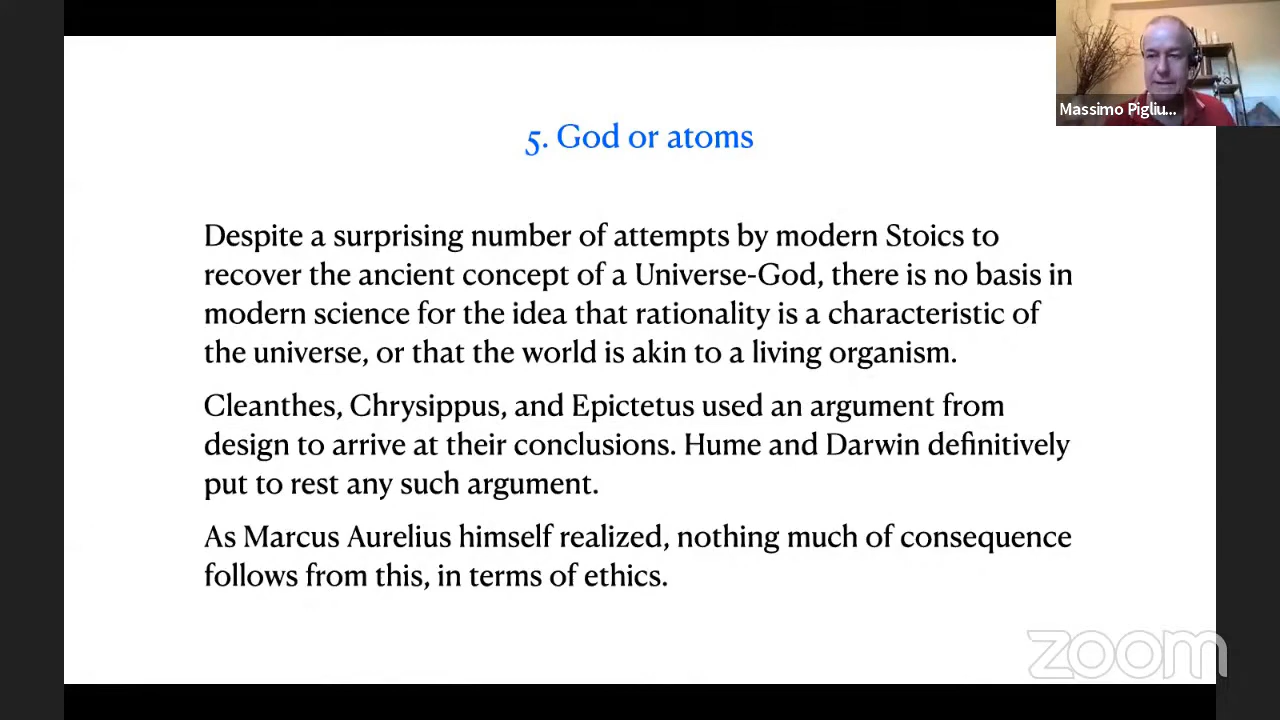 Massimo Pigliu...
5. God or atoms
Despite a surprising number of attempts by modern Stoics to
recover the ancient concept of a Universe-God, there is no basis in
modern science for the idea that rationality is a characteristic of
the universe, or that the world is akin to a living organism.
Cleanthes, Chrysippus, and Epictetus used an argument from
design to arrive at their conclusions. Hume and Darwin definitively
put to rest any such argument.
As Marcus Aurelius himself realized, nothing much of consequence
follows from this, in terms of ethics.
zoom